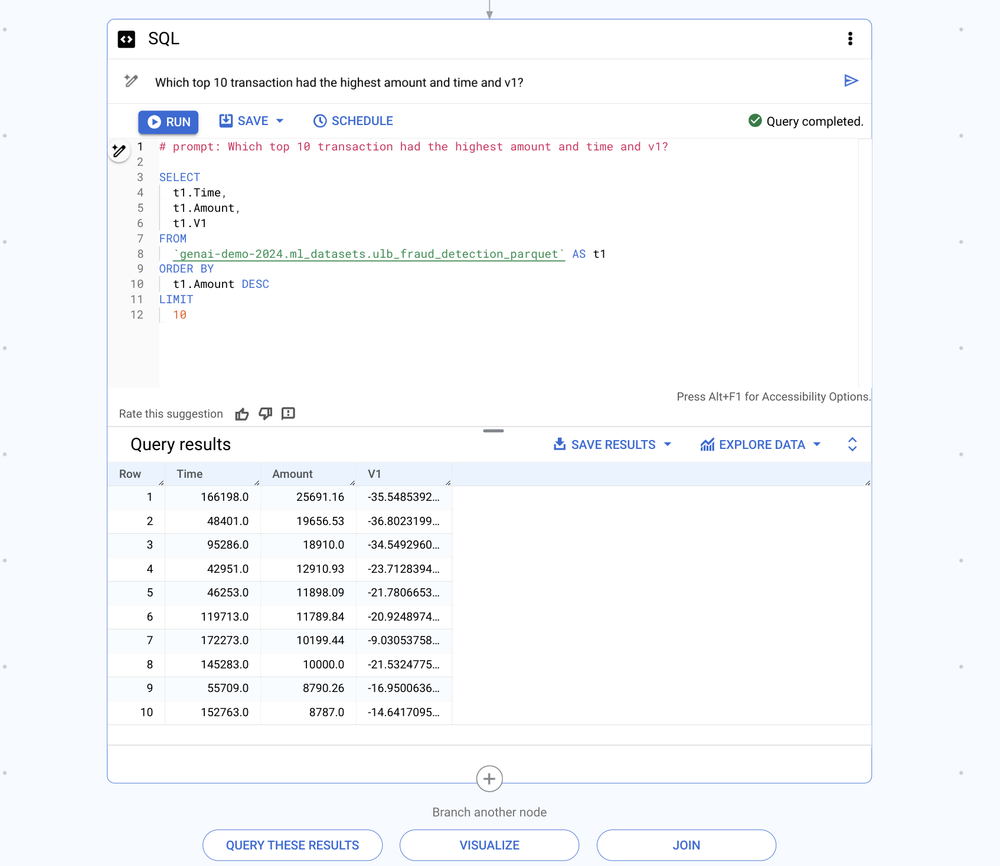 SQL
Which top 10 transaction had the highest amount and time and v1?
RUN SAVE SCHEDULE Query completed.
1 # prompt: Which top 10 transaction had the highest amount and time and v1?
2
3 SELECT
4 t1.Time,
5 t1.Amount,
6 t1.V1
7 FROM
8 `genai-demo-2024.ml_datasets.ulb_fraud_detection_parquet` AS t1
9 ORDER BY
10 t1.Amount DESC
11 LIMIT
12 10
Press Alt+F1 for Accessibility Options.
Rate this suggestion
Query results SAVE RESULTS EXPLORE DATA
Row Time Amount V1
1 166198.0 25691.16 -35.5485392...
2 48401.0 19656.53 -36.8023199...
3 95286.0 18910.0 -34.5492960...
4 42951.0 12910.93 -23.7128394...
5 46253.0 11898.09 -21.7806653...
6 119713.0 11789.84 -20.9248974...
7 172273.0 10199.44 -9.03053758...
8 145283.0 10000.0 -21.5324775...
9 55709.0 8790.26 -16.9500636...
10 152763.0 8787.0 -14.6417095...
Branch another node
QUERY THESE RESULTS VISUALIZE JOIN